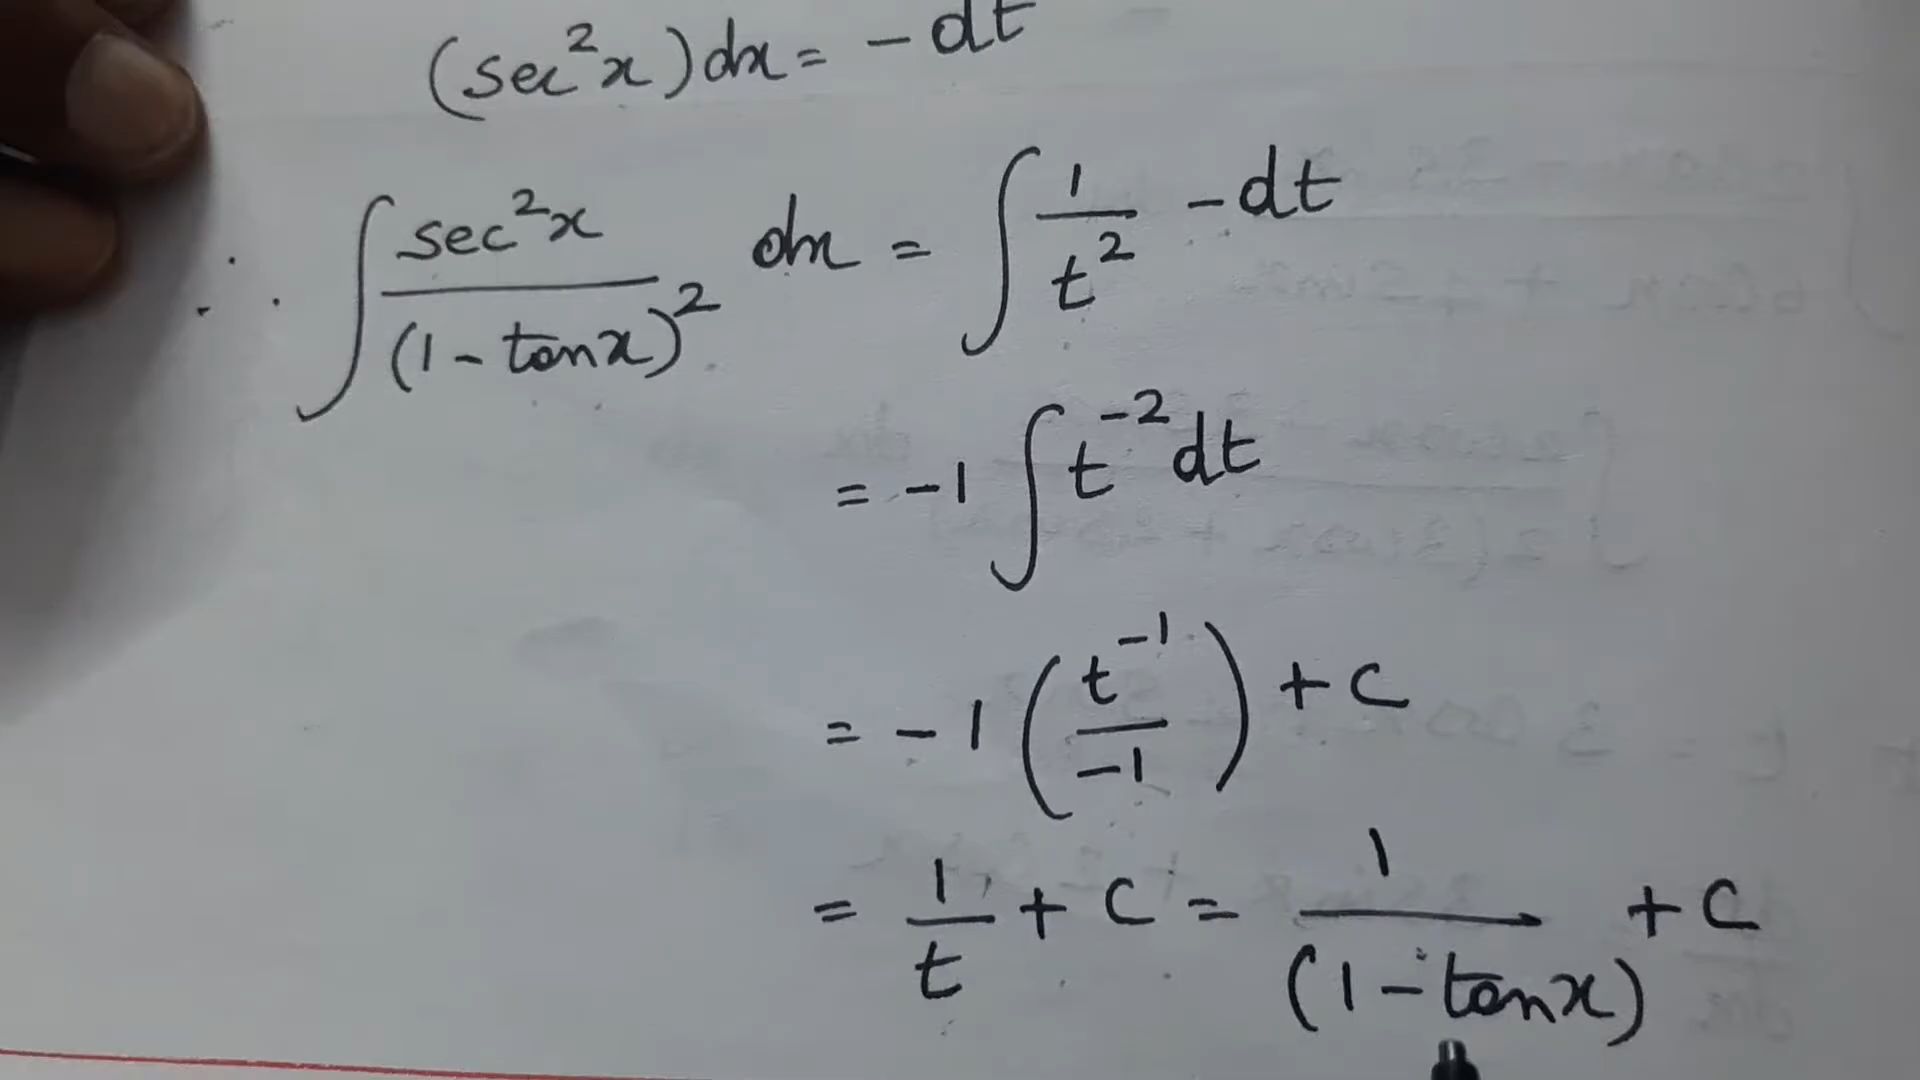 (sec²x)dx = - dt
∴ ∫ sec²x / (1 - tanx)² dx = ∫ 1/t² - dt
= -1 ∫ t⁻² dt
= -1 (t⁻¹ / -1) + c
= 1/t + c = 1 / (1 - tanx) + c